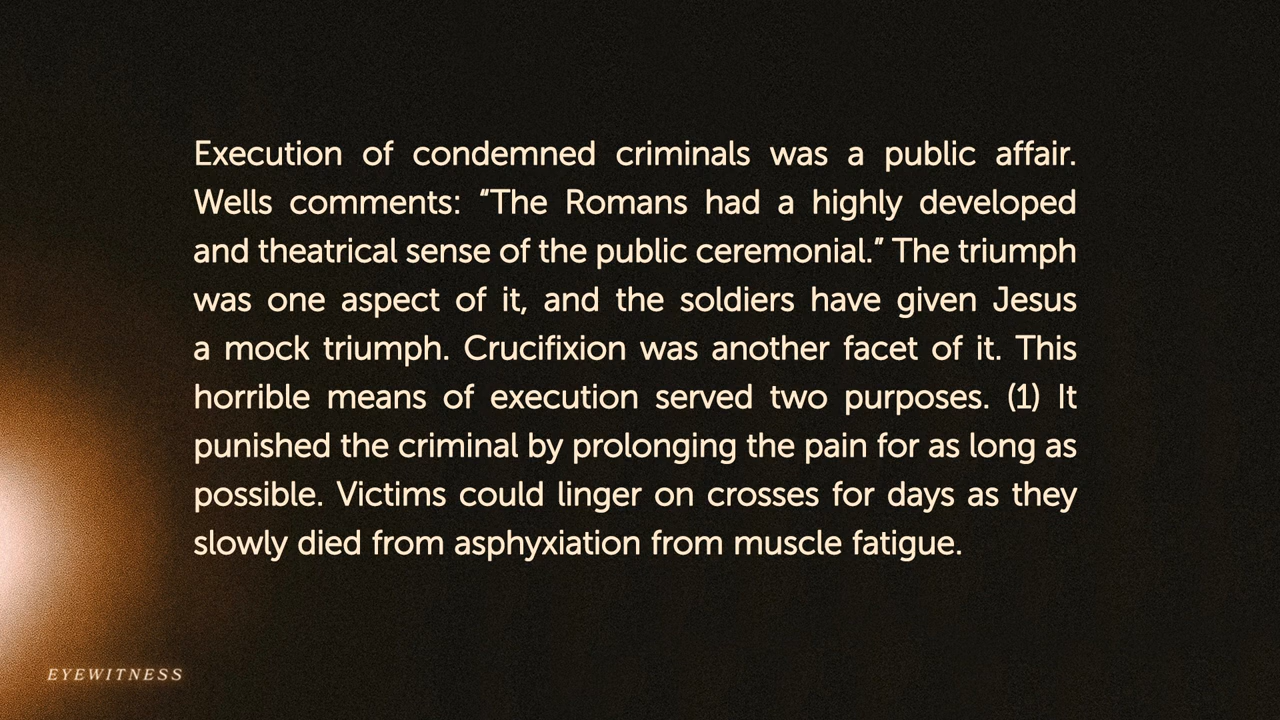 Execution of condemned criminals was a public affair.
Wells comments: “The Romans had a highly developed
and theatrical sense of the public ceremonial.” The triumph
was one aspect of it, and the soldiers have given Jesus
a mock triumph. Crucifixion was another facet of it. This
horrible means of execution served two purposes. (1) It
punished the criminal by prolonging the pain for as long as
possible. Victims could linger on crosses for days as they
slowly died from asphyxiation from muscle fatigue.
EYEWITNESS